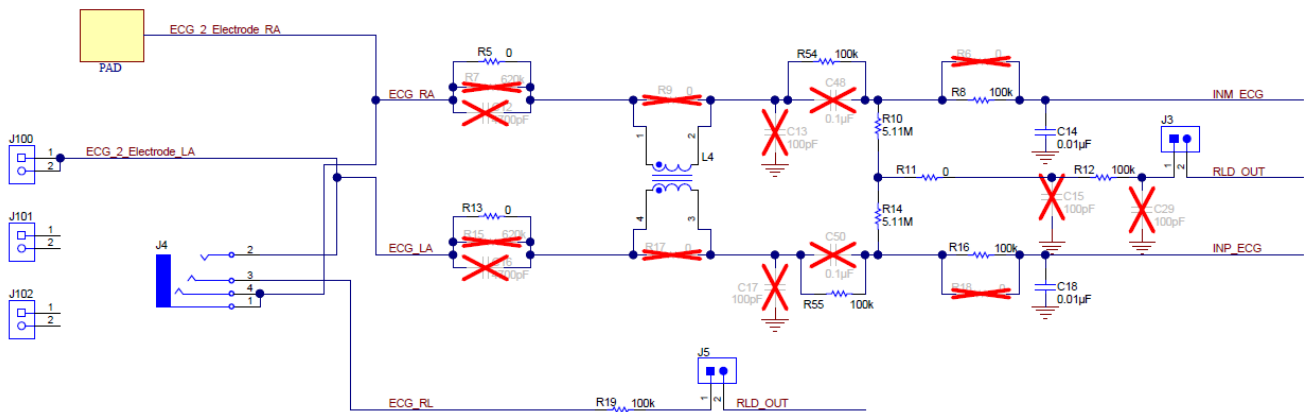 ECG_2_Electrode_RA
PAD
R5 0
R7 620k
4700pF
ECG_RA
R9 0
1 2
L4
4 3
R54 100k
C48
0.1µF
C13
100pF
R6 0
R8 100k
R10
5.11M
C14
0.01µF
INM_ECG
J3
1 2
J100
1
2
ECG_2_Electrode_LA
R11 0
R12 100k
RLD_OUT
C15
100pF
C29
100pF
R14
5.11M
J101
1
2
R13 0
R15 620k
4700pF
ECG_LA
R17 0
C50
0.1µF
C17
100pF
R55 100k
R16 100k
R18 0
INP_ECG
C18
0.01µF
J4
2
3
4
1
J102
1
2
J5
1 2
ECG_RL
R19 100k
RLD_OUT